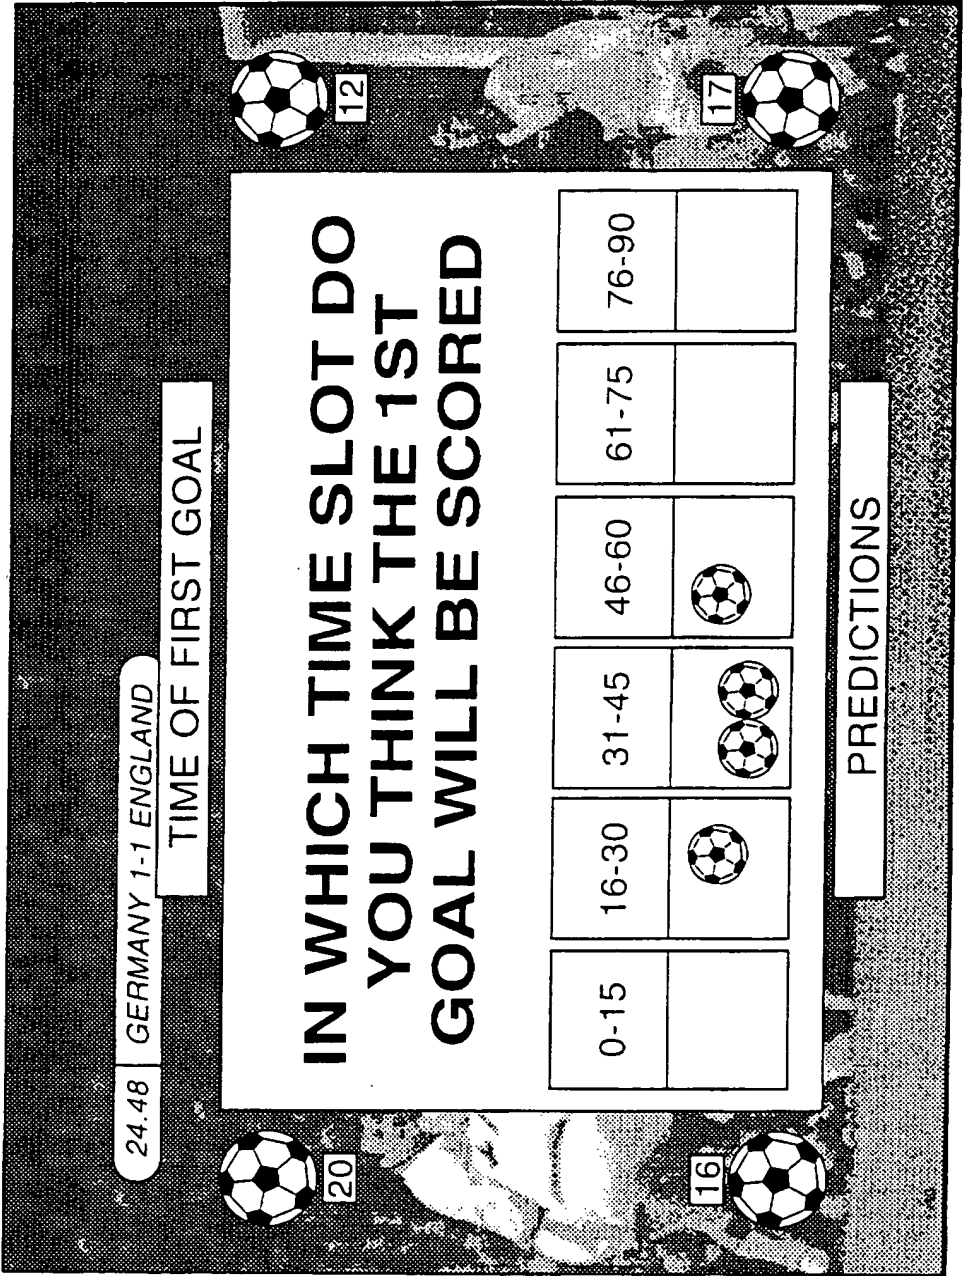 24.48 GERMANY 1-1 ENGLAND
TIME OF FIRST GOAL
20
12
IN WHICH TIME SLOT DO
YOU THINK THE 1ST
GOAL WILL BE SCORED
0-15 16-30 31-45 46-60 61-75 76-90
16
17
PREDICTIONS